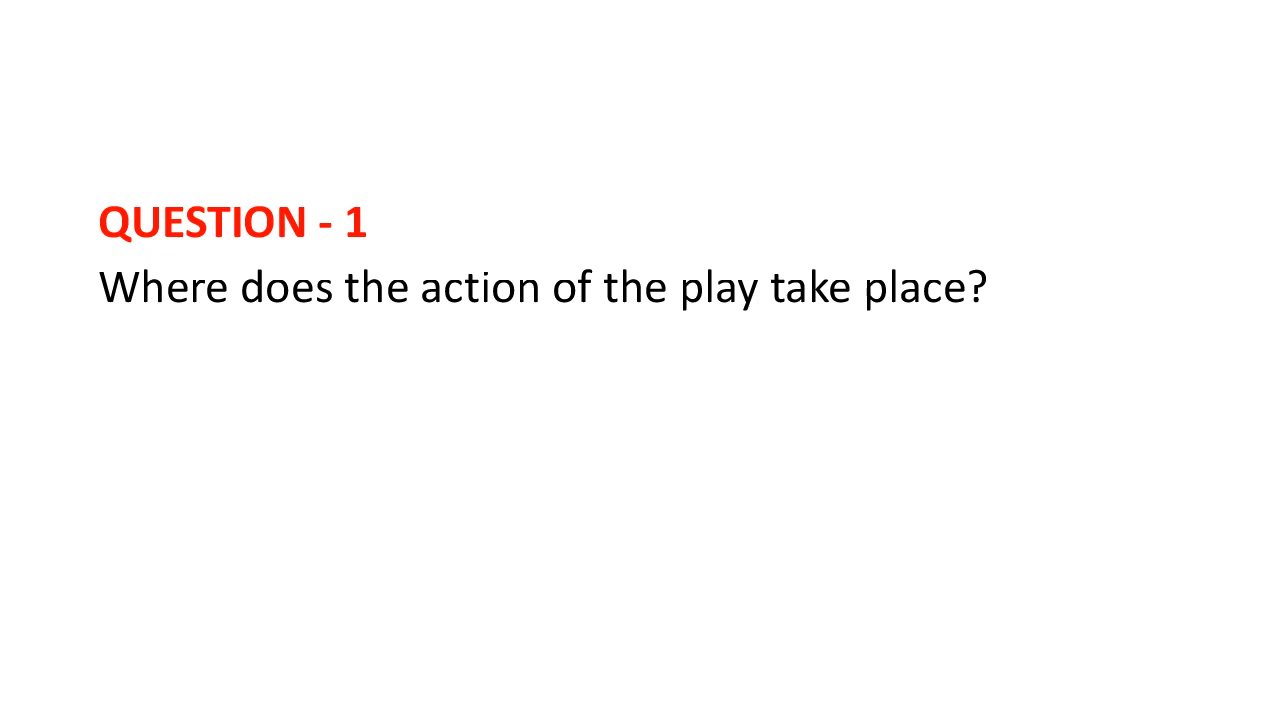 QUESTION - 1
Where does the action of the play take place?